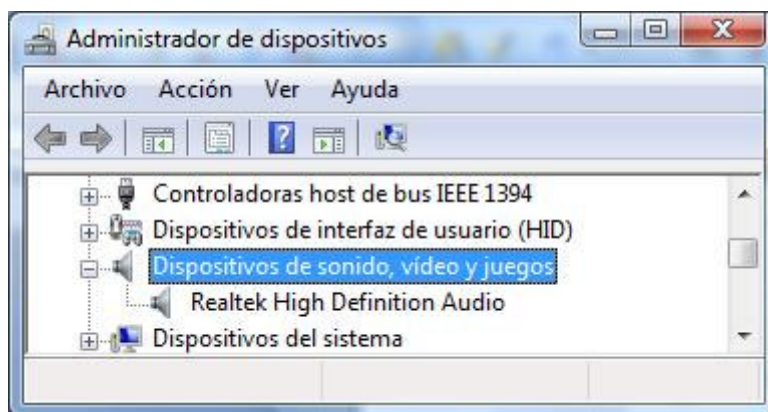 Administrador de dispositivos
Archivo Acción Ver Ayuda
Controladoras host de bus IEEE 1394
Dispositivos de interfaz de usuario (HID)
Dispositivos de sonido, vídeo y juegos
Realtek High Definition Audio
Dispositivos del sistema